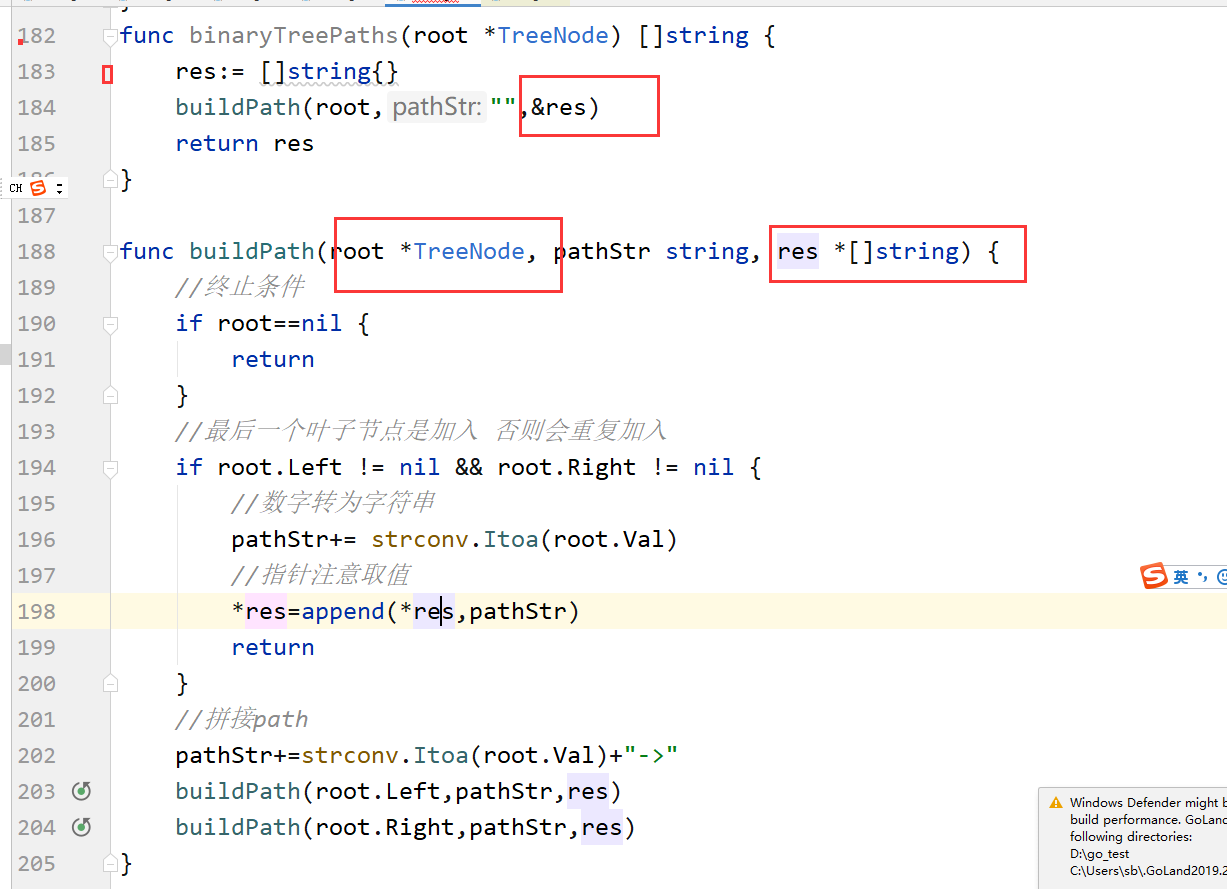 182 func binaryTreePaths(root *TreeNode) []string {
183 res:= []string{}
184 buildPath(root, pathStr: "",&res)
185 return res
}
CH
187
188 func buildPath(root *TreeNode, pathStr string, res *[]string) {
189 //终止条件
190 if root==nil {
191 return
192 }
193 //最后一个叶子节点是加入 否则会重复加入
194 if root.Left != nil && root.Right != nil {
195 //数字转为字符串
196 pathStr+= strconv.Itoa(root.Val)
197 //指针注意取值
英
198 *res=append(*res,pathStr)
199 return
200 }
201 //拼接path
202 pathStr+=strconv.Itoa(root.Val)+"->"
203 buildPath(root.Left,pathStr,res)
204 buildPath(root.Right,pathStr,res)
205 }
Windows Defender might b
build performance. GoLand
following directories:
D:\go_test
C:\Users\sb\.GoLand2019.2